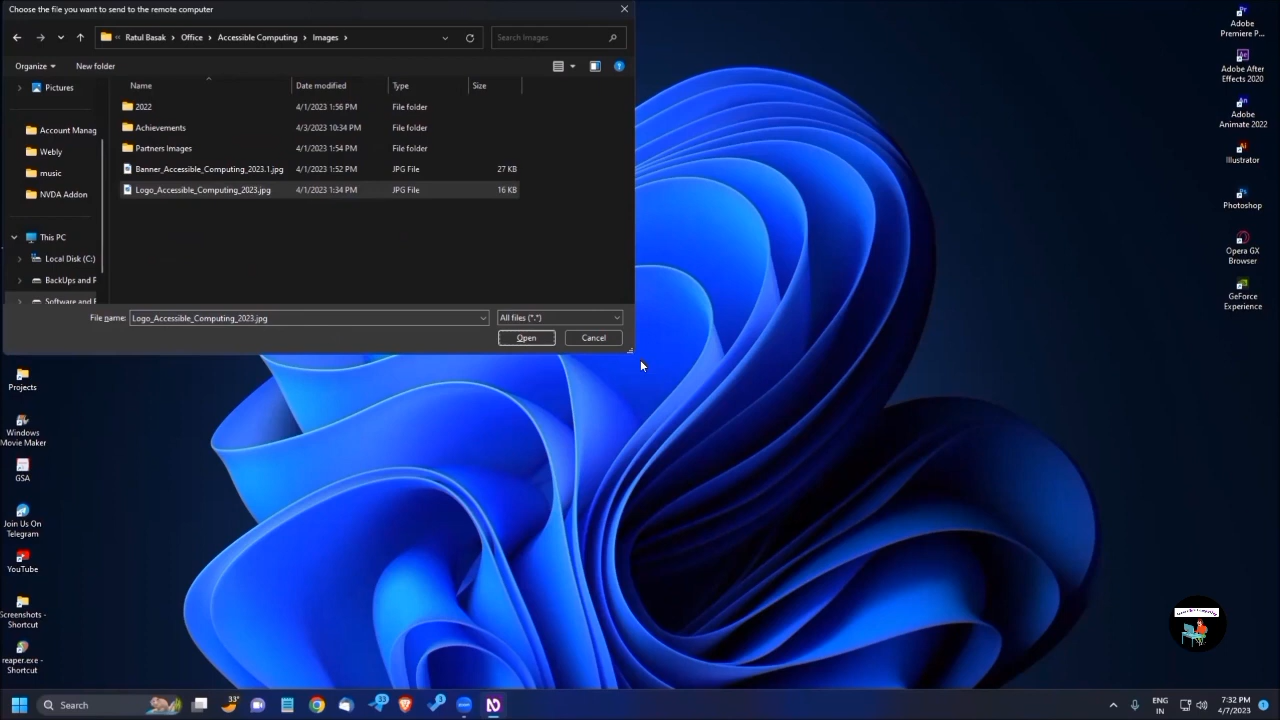 Choose the file you want to send to the remote computer
Ratul Basak > Office > Accessible Computing > Images >
Search Images
Organize
New folder
Name Date modified Type Size
Pictures
Account Manag
Webly
music
NVDA Addon
This PC
Local Disk (C:)
BackUps and F
Software and F
2022 4/1/2023 1:56 PM File folder
Achievements 4/3/2023 10:34 PM File folder
Partners Images 4/1/2023 1:54 PM File folder
Banner_Accessible_Computing_2023.1.jpg 4/1/2023 1:32 PM JPG File 27 KB
Logo_Accessible_Computing_2023.jpg 4/1/2023 1:34 PM JPG File 16 KB
File name: Logo_Accessible_Computing_2023.jpg All files (*.*)
Open Cancel
Projects
Windows
Movie Maker
GSA
Join Us On
Telegram
YouTube
Screenshots -
Shortcut
reaper.exe -
Shortcut
Adobe
Premiere P...
Adobe After
Effects 2020
Adobe
Animate 2022
Illustrator
Photoshop
Opera GX
Browser
GeForce
Experience
Search
33°
33
3
ENG
IN
7:32 PM
4/7/2023
1